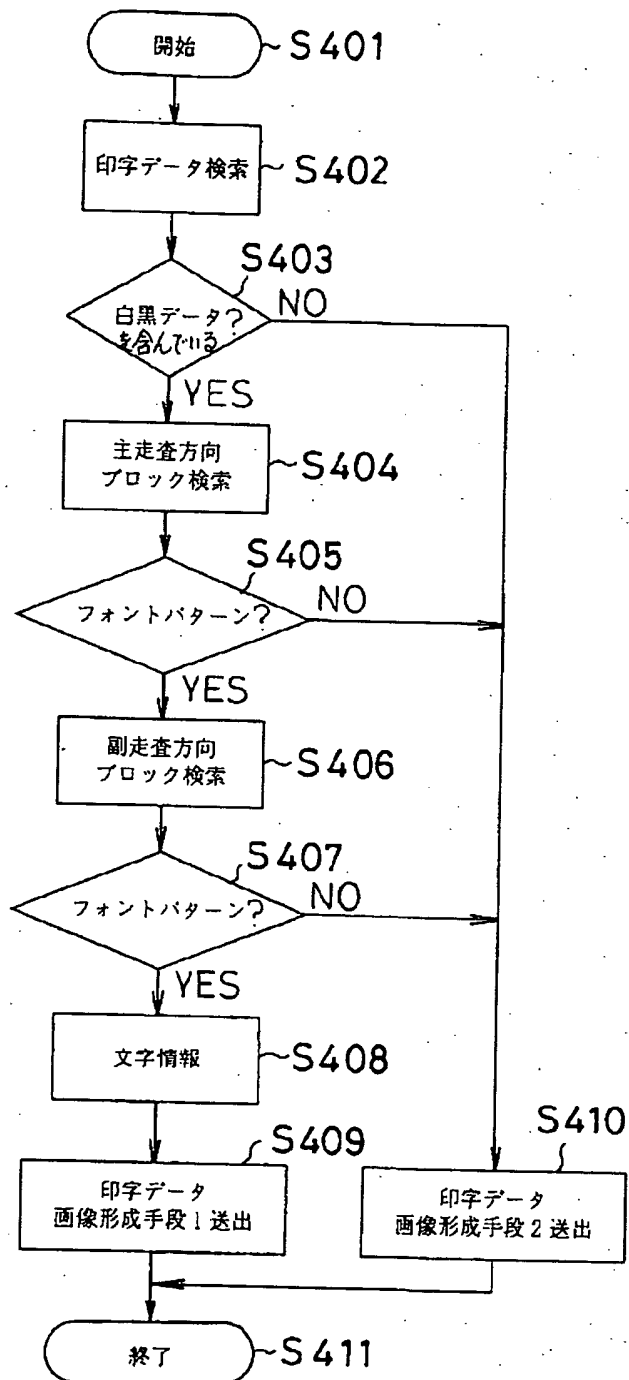 開始
S401
印字データ検索
S402
S403
白黒データ?
を含んでいる
NO
YES
主走査方向
ブロック検索
S404
S405
フォントパターン?
NO
YES
副走査方向
ブロック検索
S406
S407
フォントパターン?
NO
YES
文字情報
S408
S409
印字データ
画像形成手段1送出
S410
印字データ
画像形成手段2送出
終了
S411